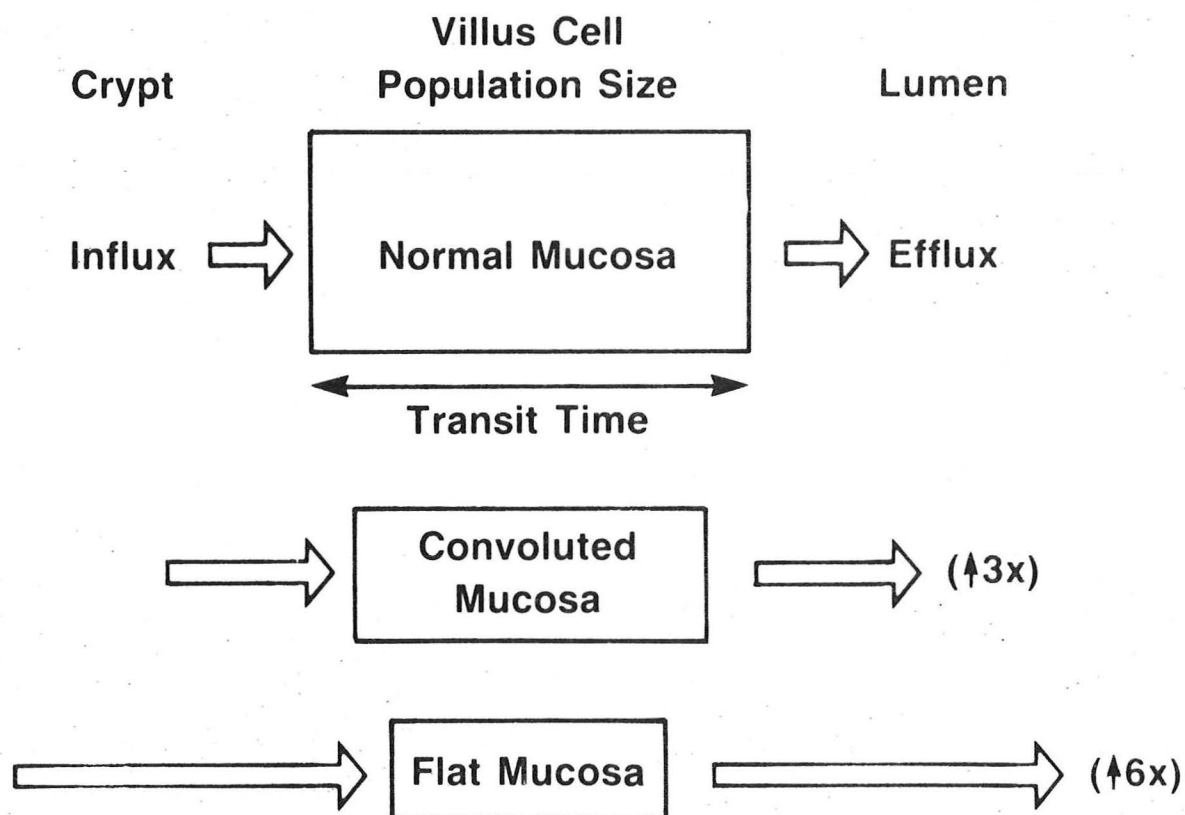 Villus Cell
Crypt Population Size Lumen
Influx Normal Mucosa Efflux
Transit Time
Convoluted
Mucosa (↑3x)
Flat Mucosa (↑6x)